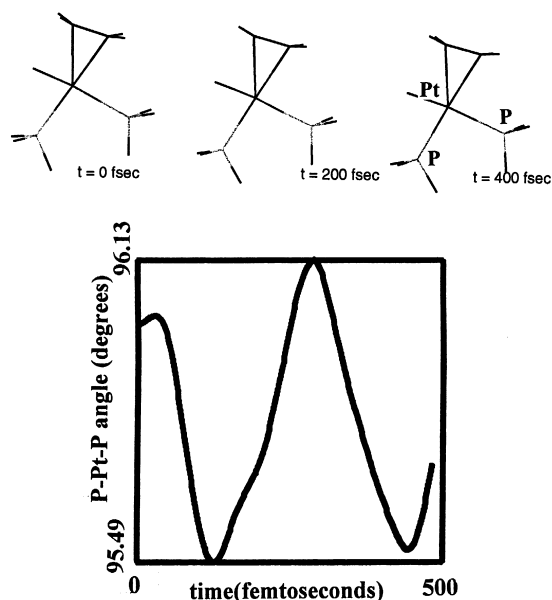 Pt
P
P
t = 0 fsec
t = 200 fsec
t = 400 fsec
96.13
P-Pt-P angle (degrees)
95.49
0
500
time(femtoseconds)